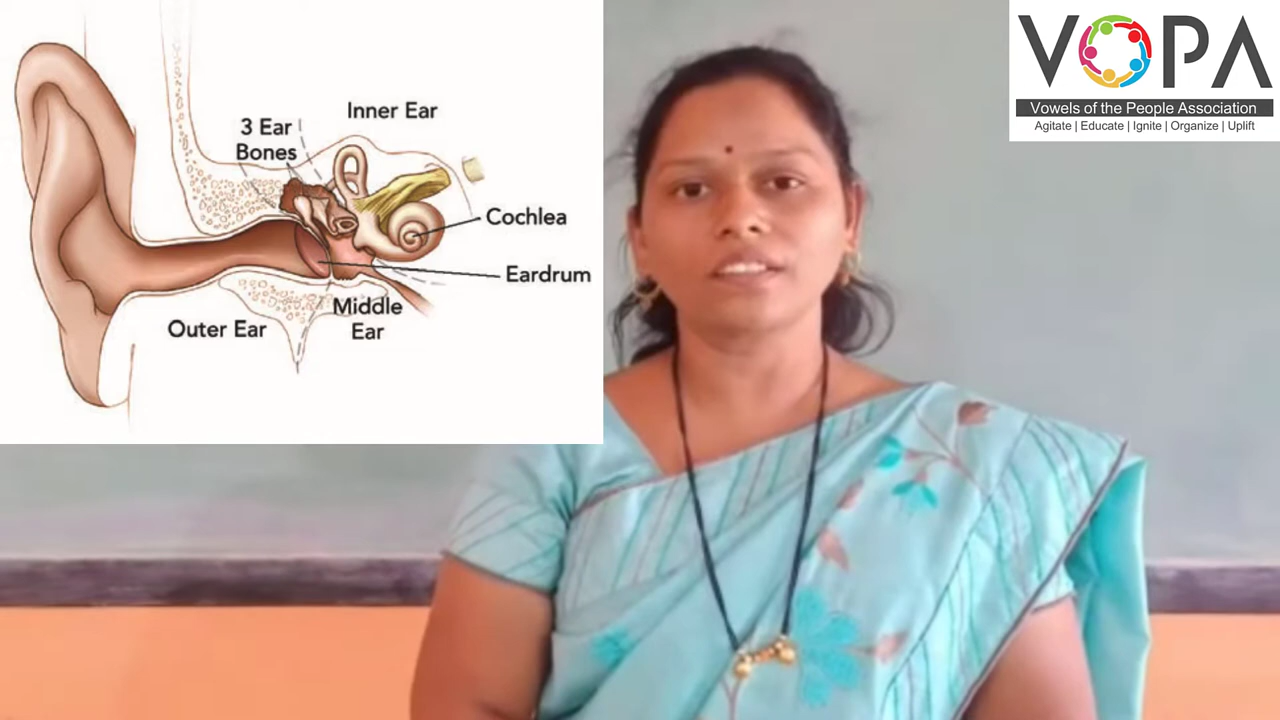 3 Ear
Bones
Inner Ear
Cochlea
Eardrum
Outer Ear
Middle
Ear
VOPA
Vowels of the People Association
Agitate | Educate | Ignite | Organize | Uplift